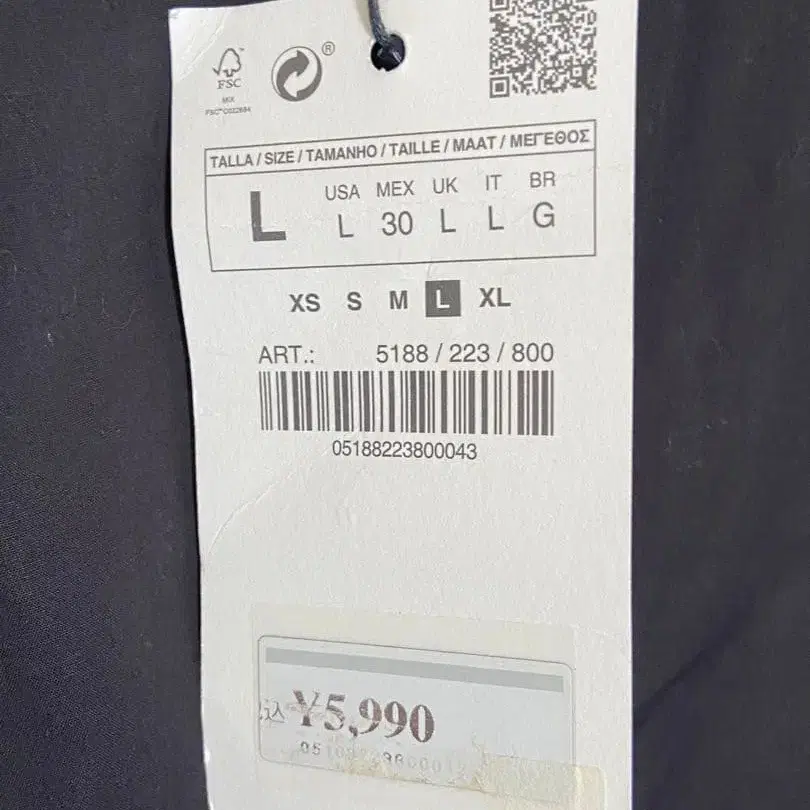 ®
FSC
MIX
TALLA / SIZE / TAMANHO / TAILLE / MAAT / ΜΕΓΕΘΟΣ
USA MEX UK IT BR
L L 30 L L G
XS S M L XL
ART.: 5188 / 223 / 800
05188223800043
¥5,990